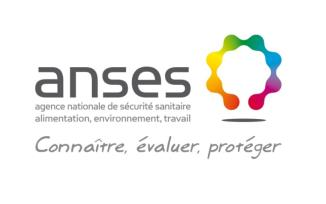 anses
agence nationale de sécurité sanitaire
alimentation, environnement, travail
Connaître, évaluer, protéger